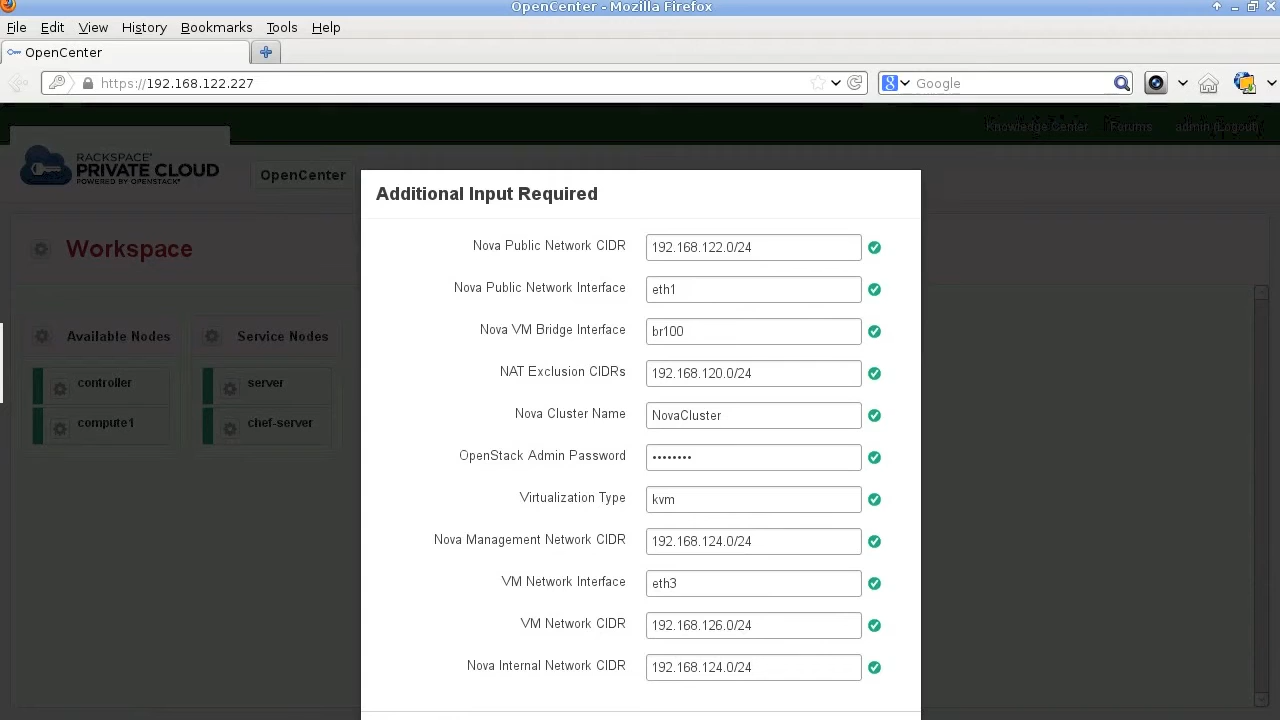 OpenCenter - Mozilla Firefox
File Edit View History Bookmarks Tools Help
OpenCenter
https://192.168.122.227
Google
Knowledge Center Forums admin (Logout)
RACKSPACE®
PRIVATE CLOUD
POWERED BY OPENSTACK®
OpenCenter
Additional Input Required
Workspace
Nova Public Network CIDR 192.168.122.0/24
Nova Public Network Interface eth1
Nova VM Bridge Interface br100
Available Nodes Service Nodes
NAT Exclusion CIDRs 192.168.120.0/24
controller server
Nova Cluster Name NovaCluster
compute1 chef-server
OpenStack Admin Password ••••••••
Virtualization Type kvm
Nova Management Network CIDR 192.168.124.0/24
VM Network Interface eth3
VM Network CIDR 192.168.126.0/24
Nova Internal Network CIDR 192.168.124.0/24